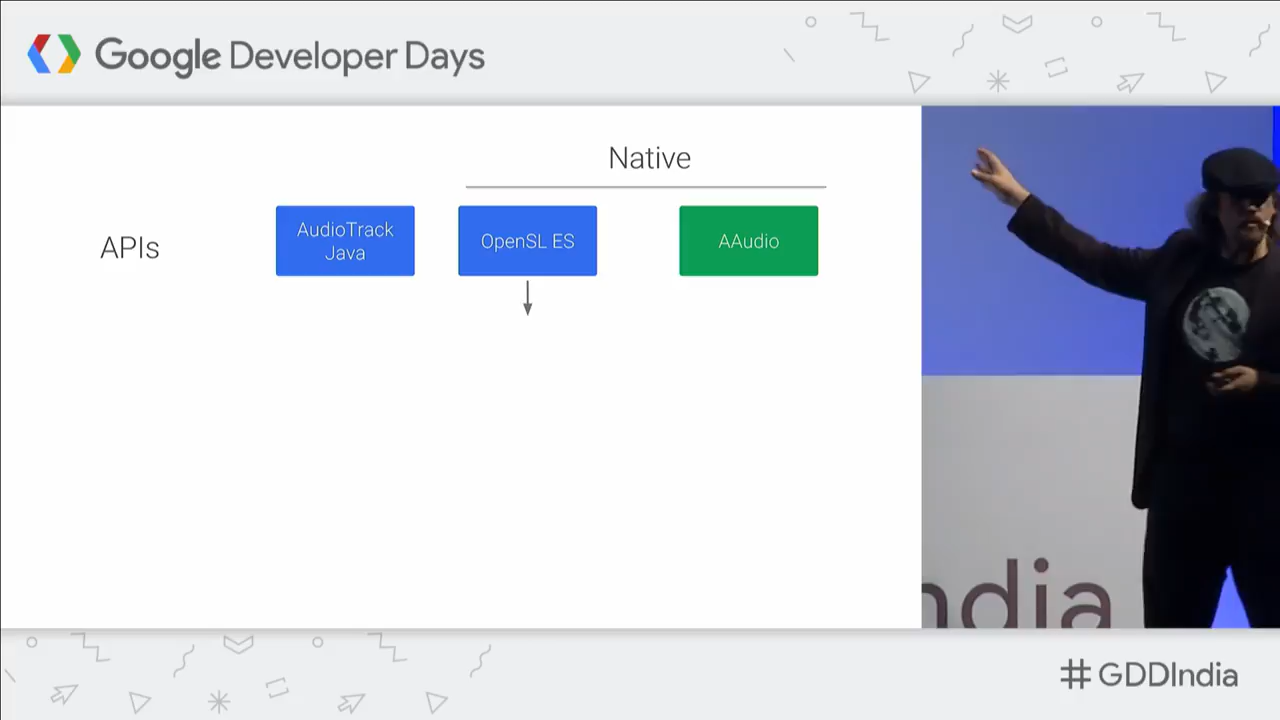 Google Developer Days
Native
APIs
AudioTrack
Java
OpenSL ES
AAudio
ndia
#GDDIndia